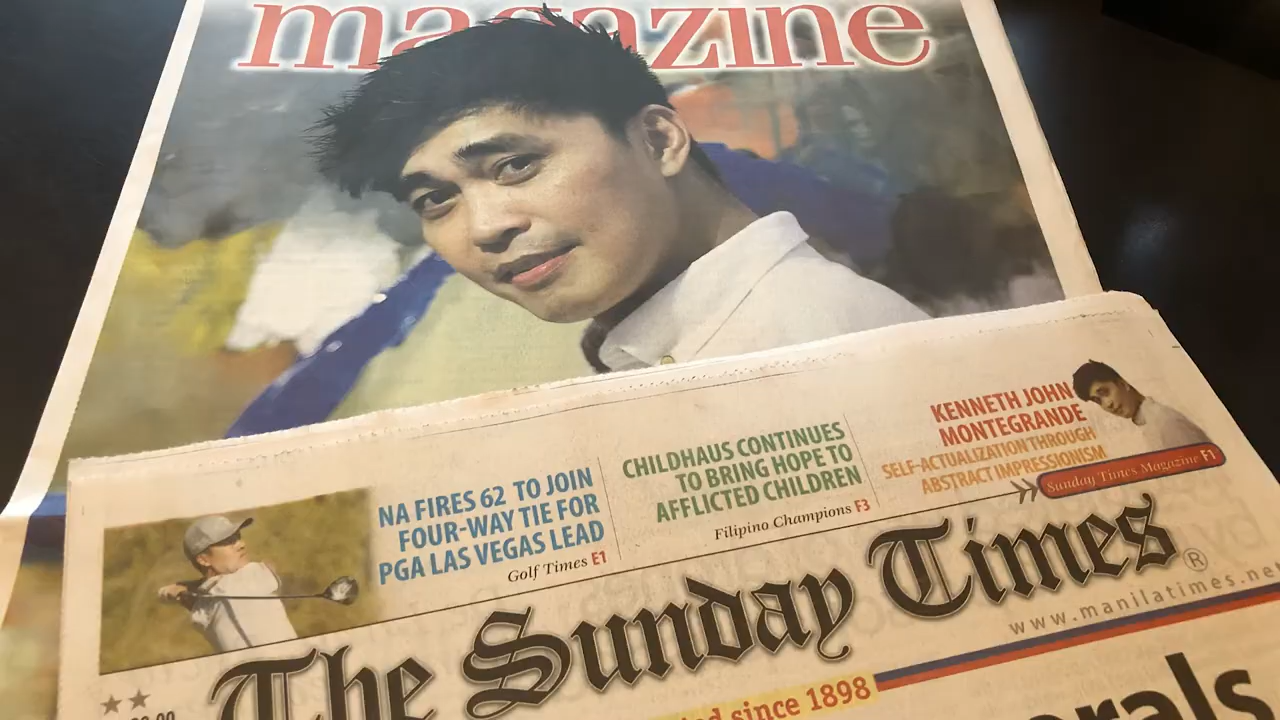 magazine
NA FIRES 62 TO JOIN
FOUR-WAY TIE FOR
PGA LAS VEGAS LEAD
Golf Times E1
CHILDHAUS CONTINUES
TO BRING HOPE TO
AFFLICTED CHILDREN
Filipino Champions F3
KENNETH JOHN
MONTEGRANDE
SELF-ACTUALIZATION THROUGH
ABSTRACT IMPRESSIONISM
Sunday Times Magazine F1
The Sunday Times®
www.manilatimes.ne
since 1898